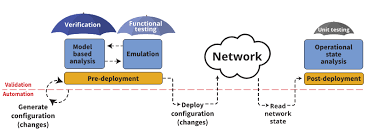 Verification
Functional
testing
Unit testing
Model
based
analysis
Emulation
Network
Operational
state
analysis
Pre-deployment
Post-deployment
Validation
Automation
Generate
configuration
(changes)
Deploy
configuration
(changes)
Read
network
state